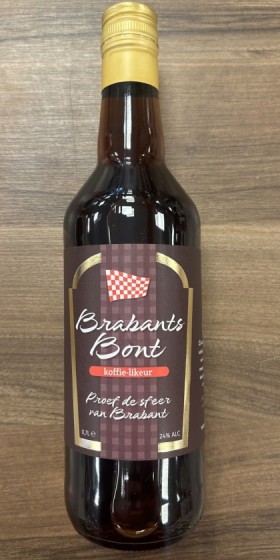 Brabants
Bont
koffie-likeur
Proef de sfeer
van Brabant
0,7L e
24% ALC